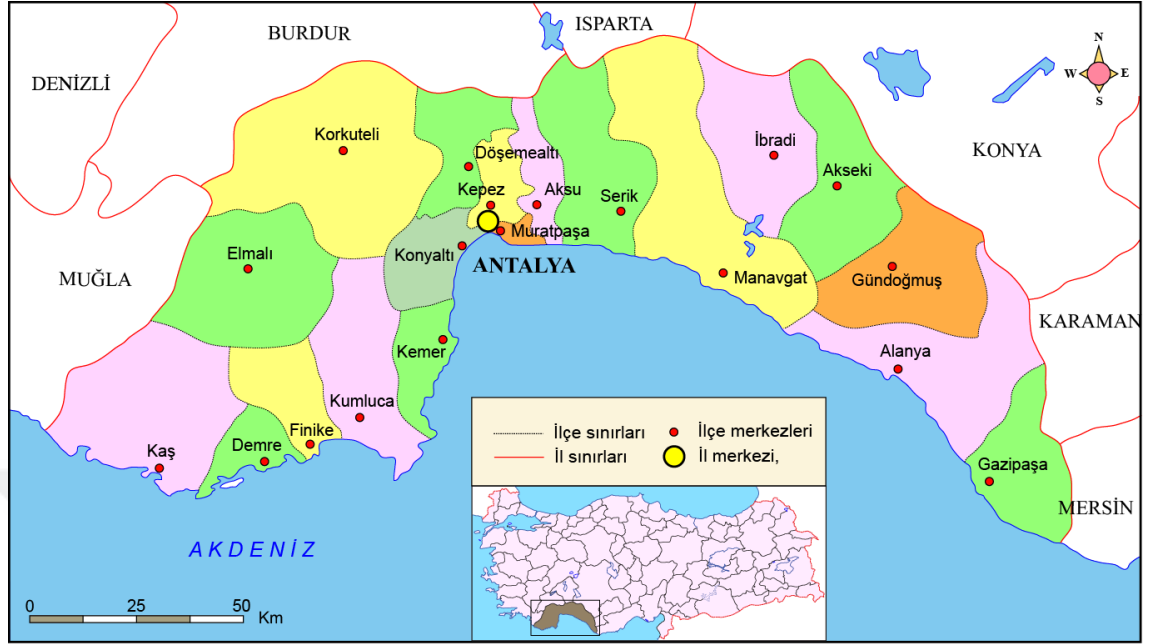 BURDUR
ISPARTA
DENİZLİ
N
W
E
S
KONYA
Korkuteli
Döşemealtı
İbradi
Akseki
Kepez
Aksu
Serik
Muratpaşa
Elmalı
Konyaltı
ANTALYA
MUĞLA
Manavgat
Gündoğmuş
KARAMAN
Kemer
Alanya
Kumluca
Finike
Demre
Kaş
İlçe sınırları
İlçe merkezleri
İl sınırları
İl merkezi,
Gazipaşa
MERSİN
AKDENİZ
0 25 50
Km